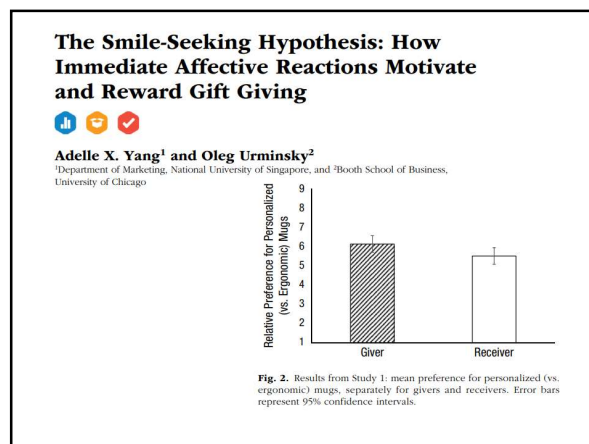 The Smile-Seeking Hypothesis: How
Immediate Affective Reactions Motivate
and Reward Gift Giving
Adelle X. Yang¹ and Oleg Urminsky²
¹Department of Marketing, National University of Singapore, and ²Booth School of Business,
University of Chicago
Relative Preference for Personalized
(vs. Ergonomic) Mugs
9
8
7
6
5
4
3
2
1
Giver
Receiver
Fig. 2. Results from Study 1: mean preference for personalized (vs.
ergonomic) mugs, separately for givers and receivers. Error bars
represent 95% confidence intervals.